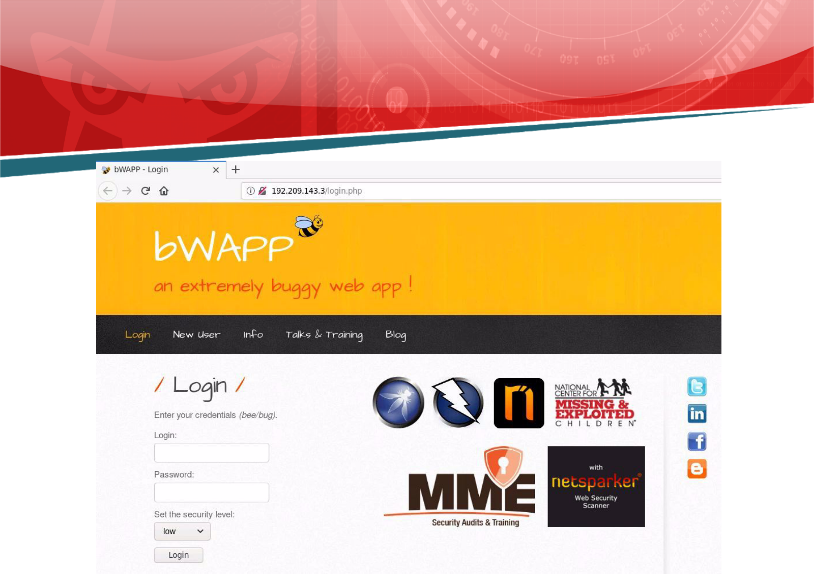 bWAPP - Login
192.209.143.3/login.php
bWAPP
an extremely buggy web app !
Login New User Info Talks & Training Blog
/ Login /
Enter your credentials (bee/bug).
Login:
Password:
Set the security level:
low
Login
NATIONAL
CENTER FOR
MISSING &
EXPLOITED
CHILDREN®
MME
Security Audits & Training
with
netsparker®
Web Security
Scanner